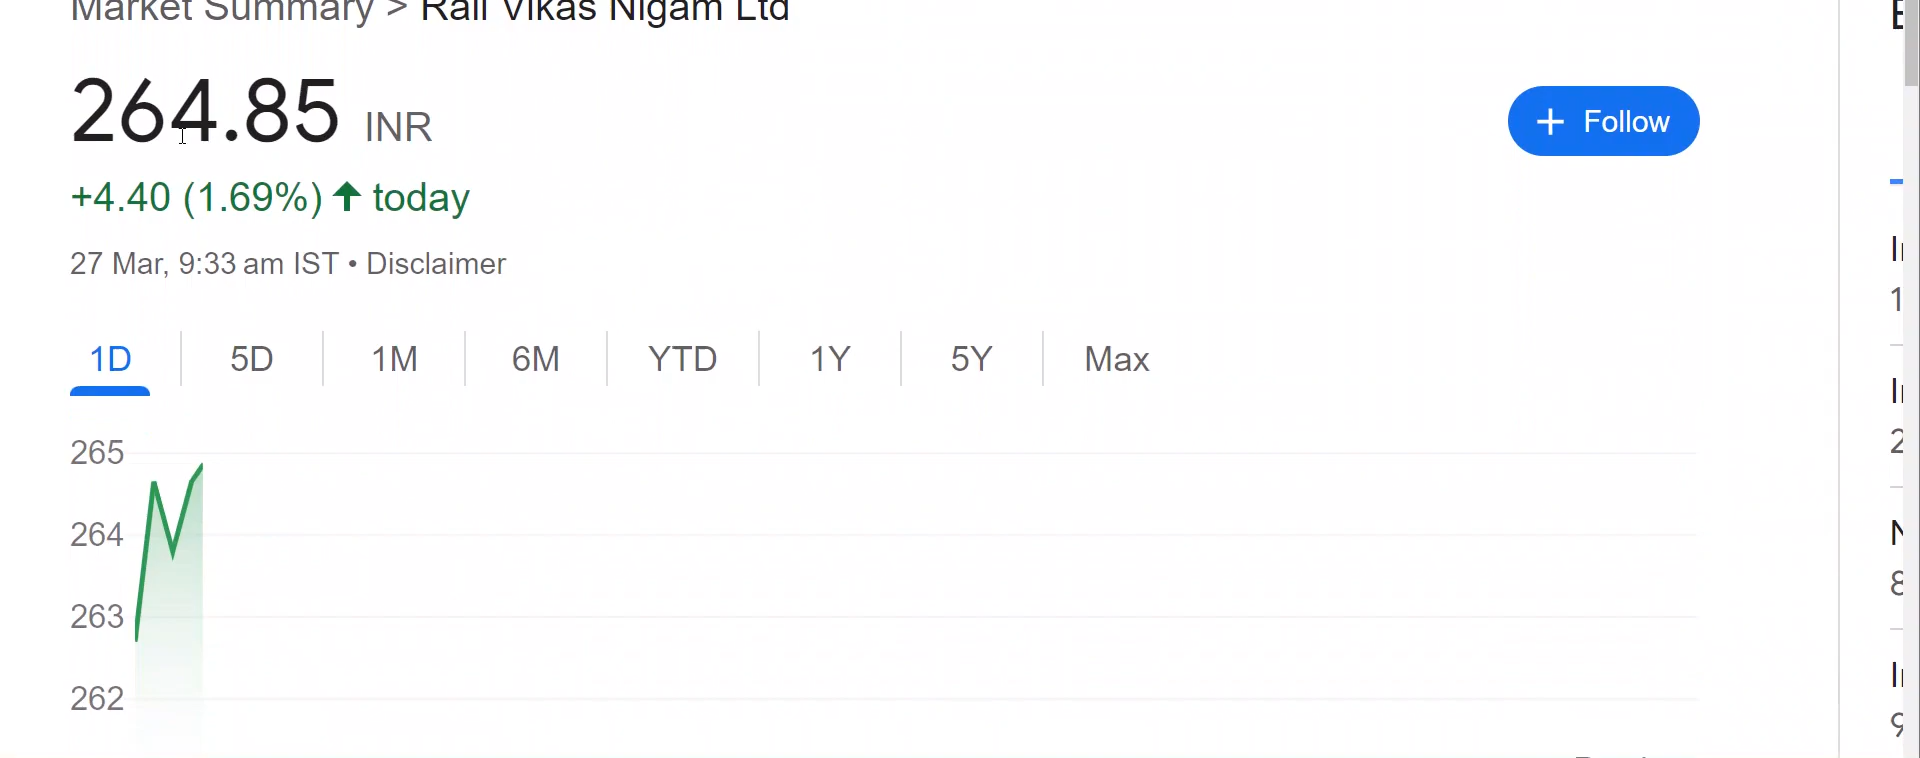 Market Summary > Rail Vikas Nigam Ltd
264.85 INR
+ Follow
+4.40 (1.69%) ↑ today
27 Mar, 9:33 am IST • Disclaimer
1D 5D 1M 6M YTD 1Y 5Y Max
265
264
263
262